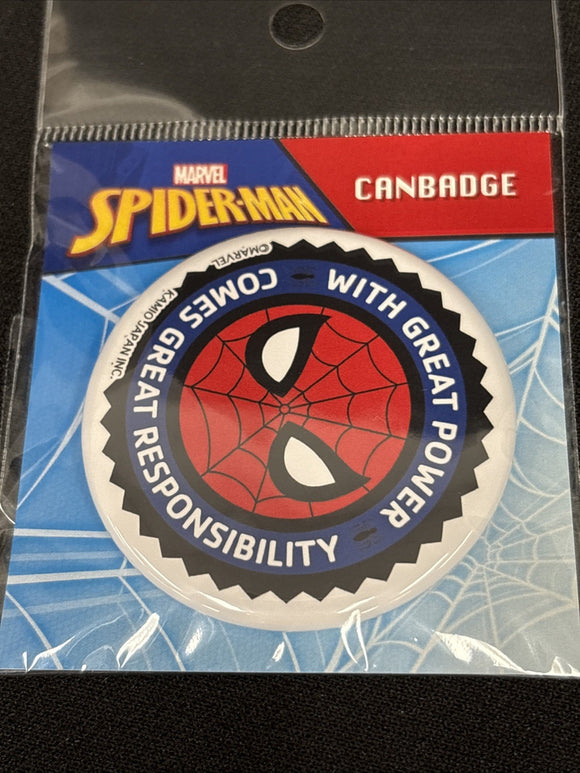 MARVEL
SPIDER-MAN
CANBADGE
©MARVEL
KAMIO JAPAN INC.
WITH GREAT POWER
COMES GREAT RESPONSIBILITY